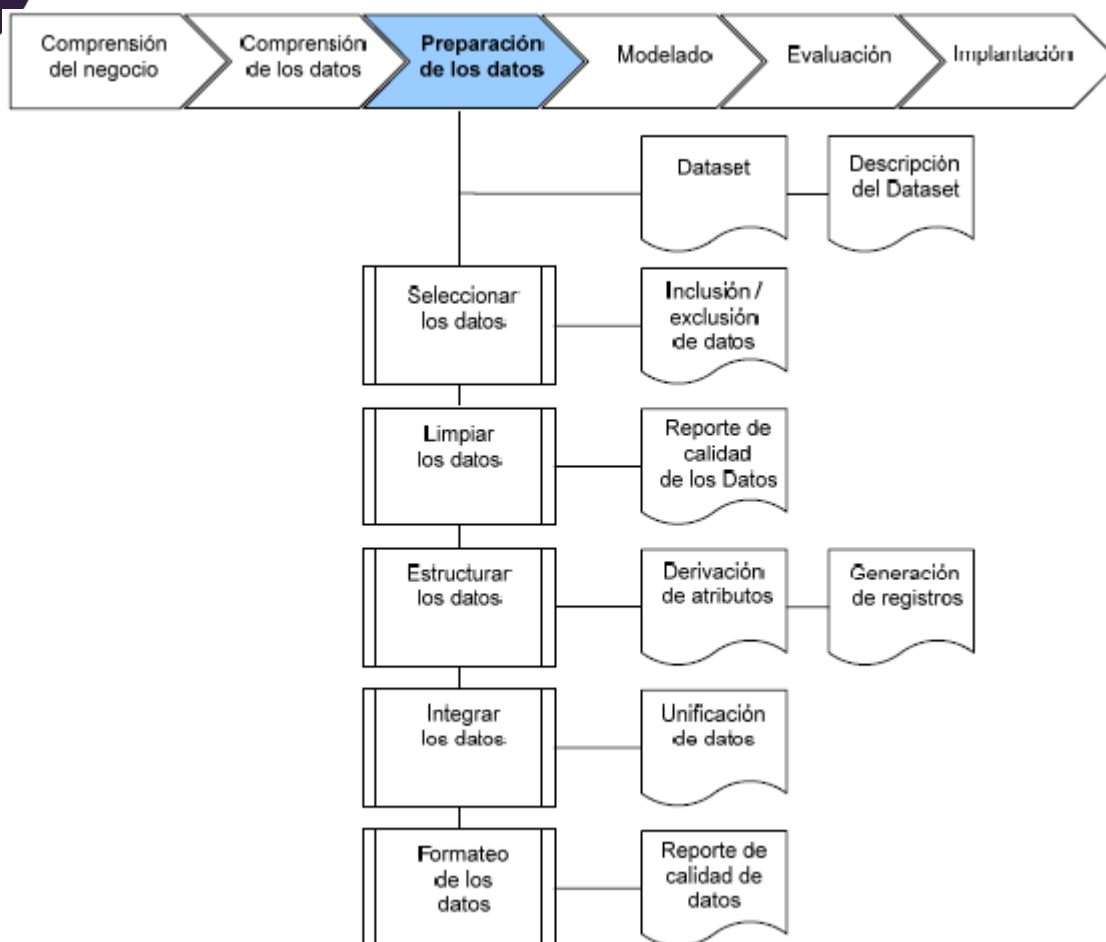 Comprensión
del negocio
Comprensión
de los datos
Preparación
de los datos
Modelado
Evaluación
Implantación
Dataset
Descripción
del Dataset
Seleccionar
los datos
Inclusión /
exclusión
de datos
Limpiar
los datos
Reporte de
calidad
de los Datos
Estructurar
los datos
Derivación
de atributos
Generación
de registros
Integrar
los datos
Unificación
de datos
Formateo
de los
datos
Reporte de
calidad de
datos